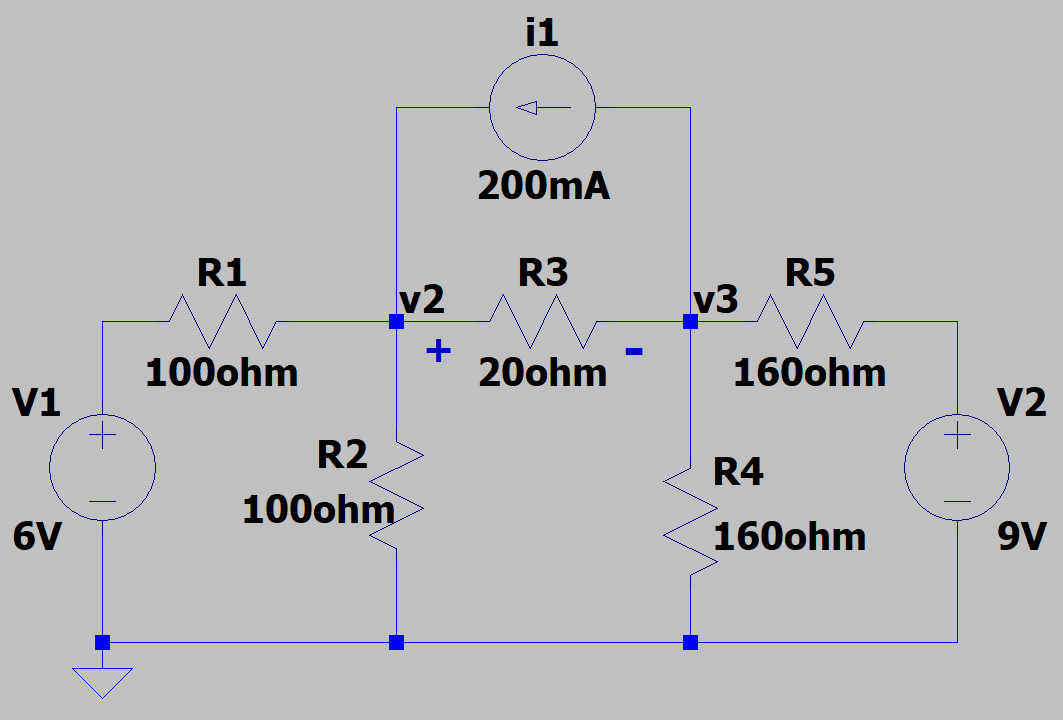 i1
200mA
R1
100ohm
v2
R3
20ohm
+
-
v3
R5
160ohm
V1
+
-
6V
R2
100ohm
R4
160ohm
V2
+
-
9V